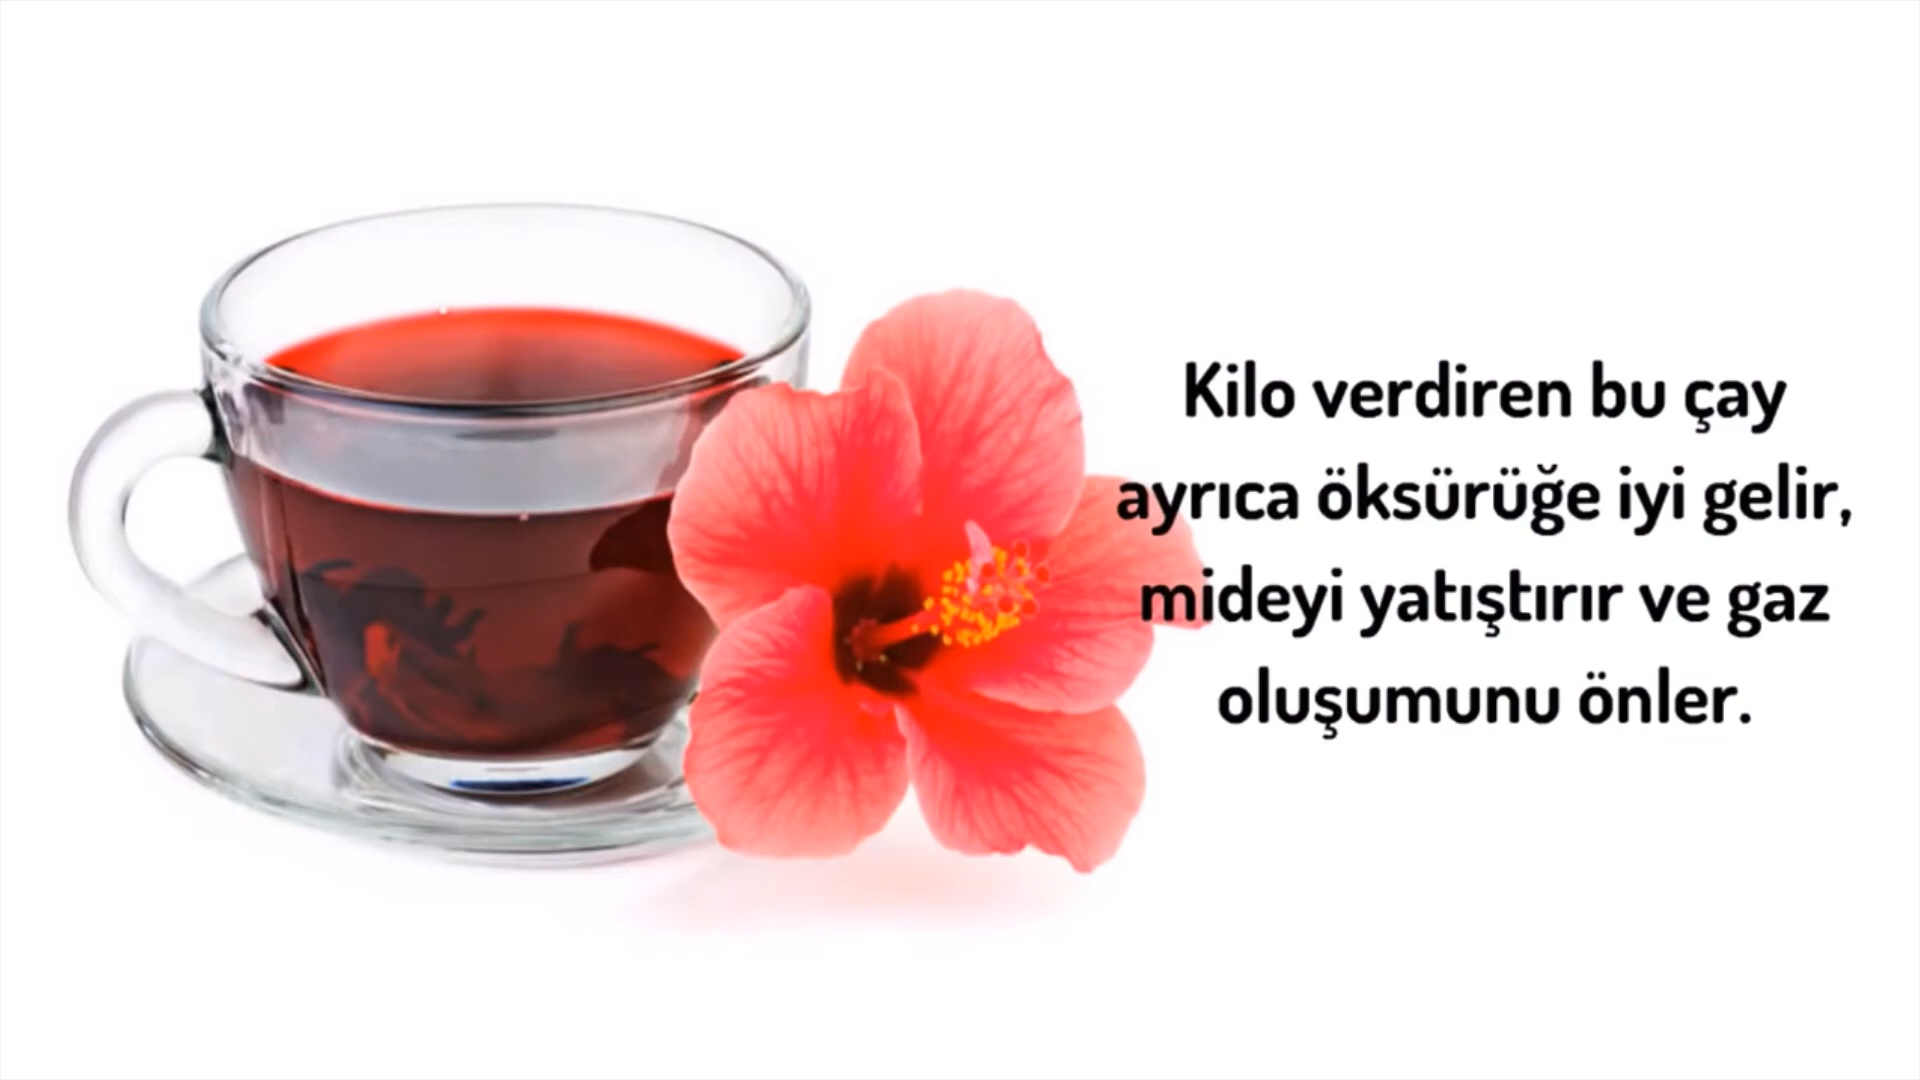 Kilo verdiren bu çay
ayrıca öksürüğe iyi gelir,
mideyi yatıştırır ve gaz
oluşumunu önler.